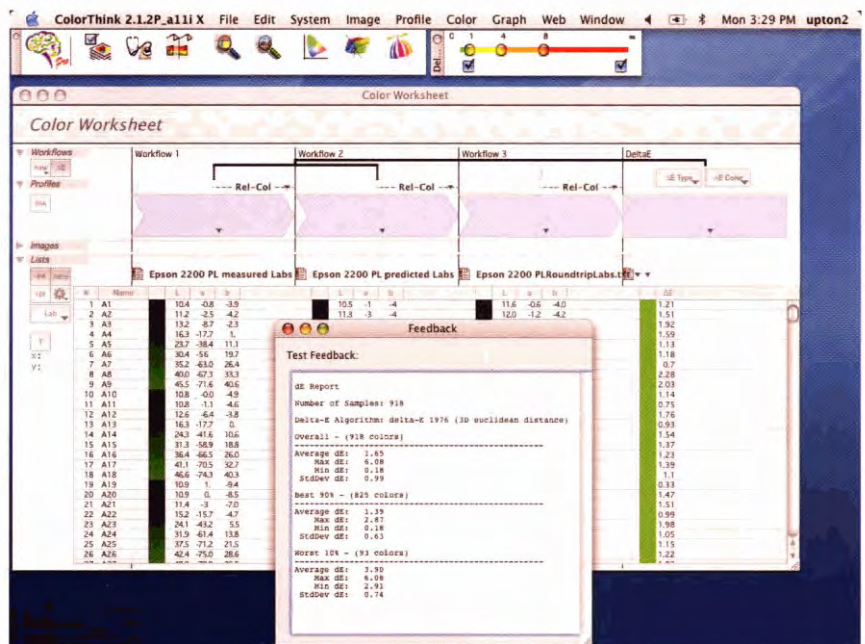 ColorThink 2.1.2P_a11i X File Edit System Image Profile Color Graph Web Window Mon 3:29 PM upton2
Pro
Del...
0 1 4 8 ∞
Color Worksheet
Color Worksheet
Workflows
Workflow 1 Workflow 2 Workflow 3 DeltaE
ΔE
Rel-Col Rel-Col Rel-Col
ΔE Type ΔE Color
Profiles
Images
Lists
Epson 2200 PL measured Labs Epson 2200 PL predicted Labs Epson 2200 PLRoundtripLabs.t
# Name L a b L a b L a b ΔE
Lab
1 A1 10.4 -0.8 -3.9 10.5 -1 -4 11.6 -0.6 -4.0 1.21
2 A2 11.2 -2.5 -4.2 11.3 -3 -4 12.0 -1.2 -4.2 1.51
3 A3 13.2 -8.7 -2.3 1.92
4 A4 16.3 -17.7 1. 1.59
5 A5 23.7 -38.4 11.1 1.13
6 A6 30.4 -56 19.7 1.18
7 A7 35.2 -63.0 26.4 0.7
8 A8 40.0 -67.3 33.3 2.28
9 A9 45.5 -71.6 40.6 2.03
10 A10 10.8 -0.0 -4.9 1.14
11 A11 10.8 -1.1 -4.6 0.75
12 A12 12.6 -6.4 -3.8 1.76
13 A13 16.3 -17.7 0. 0.93
14 A14 24.3 -41.6 10.6 1.54
15 A15 31.3 -58.9 18.8 1.37
16 A16 36.4 -66.5 26.0 1.23
17 A17 41.1 -70.5 32.7 1.39
18 A18 46.6 -74.3 40.3 1.1
19 A19 10.9 1. -9.4 0.33
20 A20 10.9 0. -8.5 1.47
21 A21 11.4 -3 -7.0 1.51
22 A22 15.2 -15.7 -4.7 0.99
23 A23 24.1 -43.2 5.5 1.98
24 A24 31.9 -61.4 13.8 1.05
25 A25 37.5 -71.2 21.5 1.15
26 A26 42.4 -75.0 28.6 1.22
Feedback
Test Feedback:
dE Report
Number of Samples: 918
Delta-E Algorithm: delta-E 1976 (3D euclidean distance)
Overall - (918 colors)
Average dE: 1.65
Max dE: 6.08
Min dE: 0.18
StdDev dE: 0.99
Best 90% - (825 colors)
Average dE: 1.39
Max dE: 2.87
Min dE: 0.18
StdDev dE: 0.63
Worst 10% - (93 colors)
Average dE: 3.90
Max dE: 6.08
Min dE: 2.91
StdDev dE: 0.74